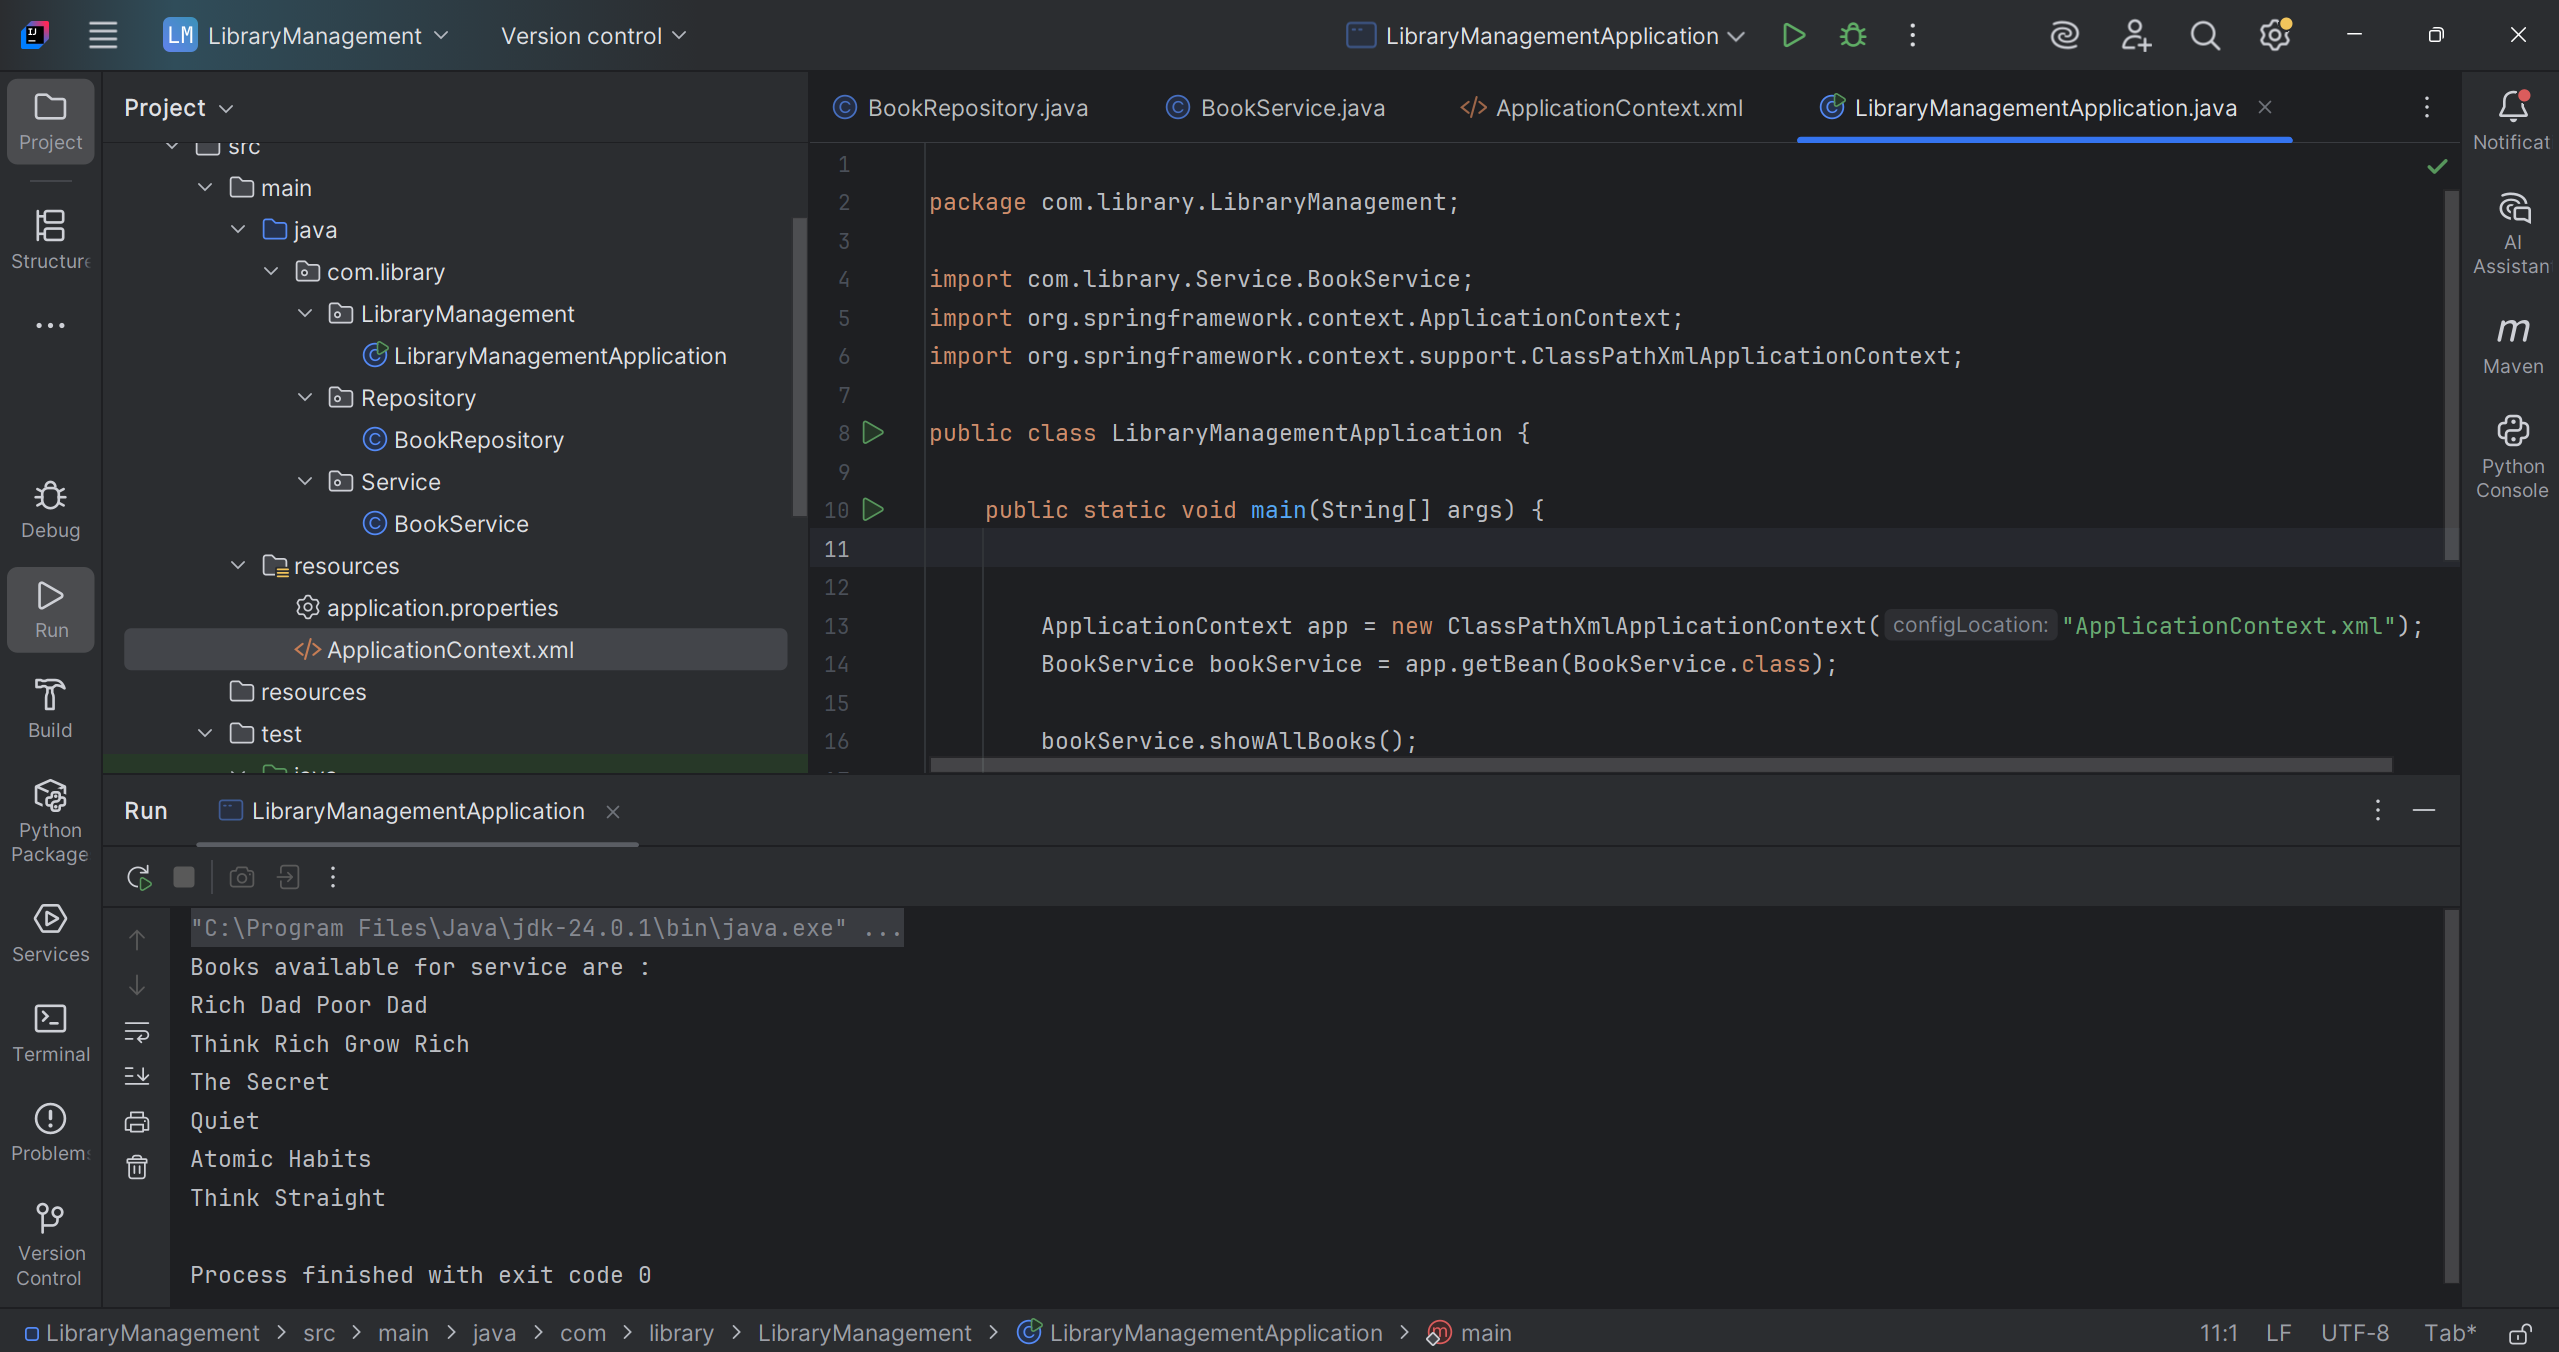 LM LibraryManagement Version control LibraryManagementApplication
Project
Structure
Debug
Run
Build
Python
Package
Services
Terminal
Problems
Version
Control
Project
src
main
java
com.library
LibraryManagement
LibraryManagementApplication
Repository
BookRepository
Service
BookService
resources
application.properties
ApplicationContext.xml
resources
test
java
BookRepository.java BookService.java ApplicationContext.xml LibraryManagementApplication.java
1
2 package com.library.LibraryManagement;
3
4 import com.library.Service.BookService;
5 import org.springframework.context.ApplicationContext;
6 import org.springframework.context.support.ClassPathXmlApplicationContext;
7
8 public class LibraryManagementApplication {
9
10 public static void main(String[] args) {
11
12
13 ApplicationContext app = new ClassPathXmlApplicationContext( configLocation: "ApplicationContext.xml");
14 BookService bookService = app.getBean(BookService.class);
15
16 bookService.showAllBooks();
Notificat
AI
Assistan
m
Maven
Python
Console
Run LibraryManagementApplication
"C:\Program Files\Java\jdk-24.0.1\bin\java.exe" ...
Books available for service are :
Rich Dad Poor Dad
Think Rich Grow Rich
The Secret
Quiet
Atomic Habits
Think Straight
Process finished with exit code 0
LibraryManagement > src > main > java > com > library > LibraryManagement > LibraryManagementApplication > main 11:1 LF UTF-8 Tab*